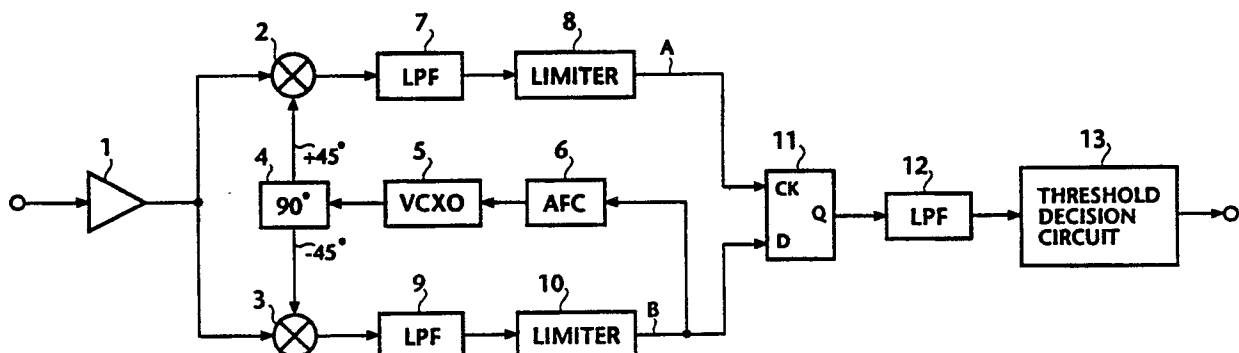 2
7
LPF
8
LIMITER
A
1
+45°
4
90°
-45°
5
VCXO
6
AFC
11
CK
Q
D
12
LPF
13
THRESHOLD
DECISION
CIRCUIT
3
9
LPF
10
LIMITER
B